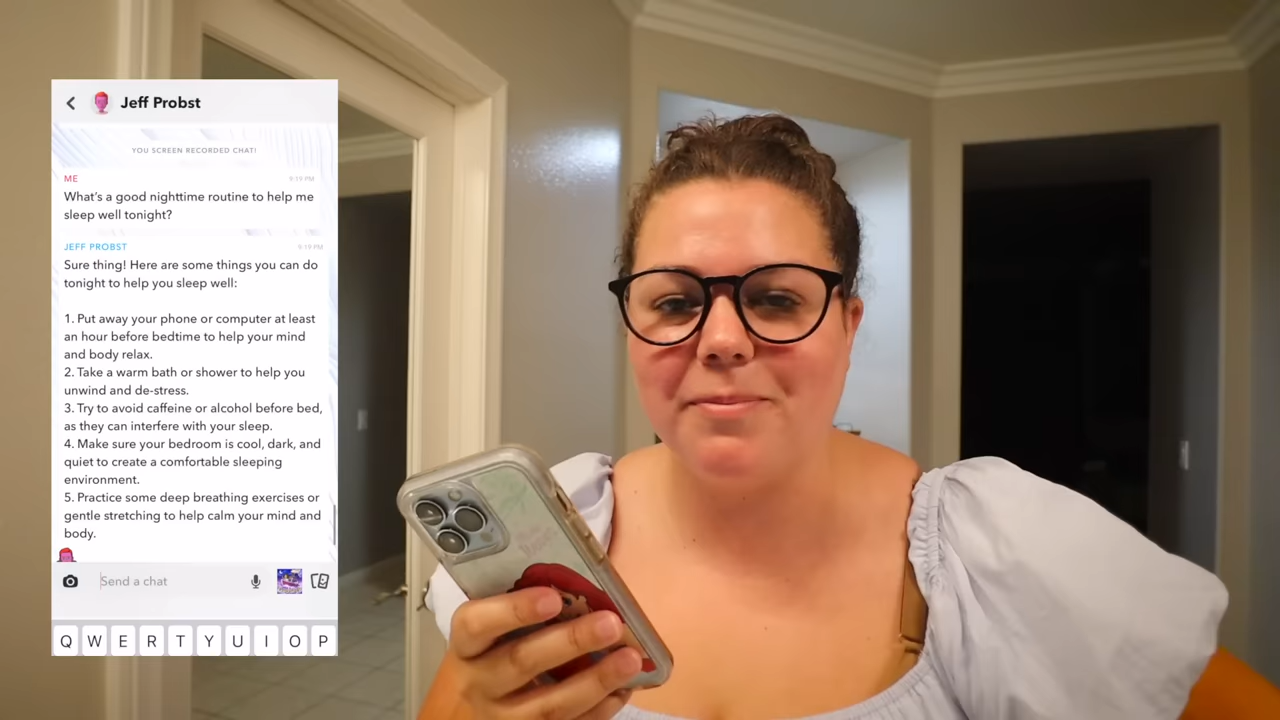 Jeff Probst
YOU SCREEN RECORDED CHAT!
ME 9:19 PM
What's a good nighttime routine to help me
sleep well tonight?
JEFF PROBST 9:19 PM
Sure thing! Here are some things you can do
tonight to help you sleep well:
1. Put away your phone or computer at least
an hour before bedtime to help your mind
and body relax.
2. Take a warm bath or shower to help you
unwind and de-stress.
3. Try to avoid caffeine or alcohol before bed,
as they can interfere with your sleep.
4. Make sure your bedroom is cool, dark, and
quiet to create a comfortable sleeping
environment.
5. Practice some deep breathing exercises or
gentle stretching to help calm your mind and
body.
Send a chat
Q W E R T Y U I O P